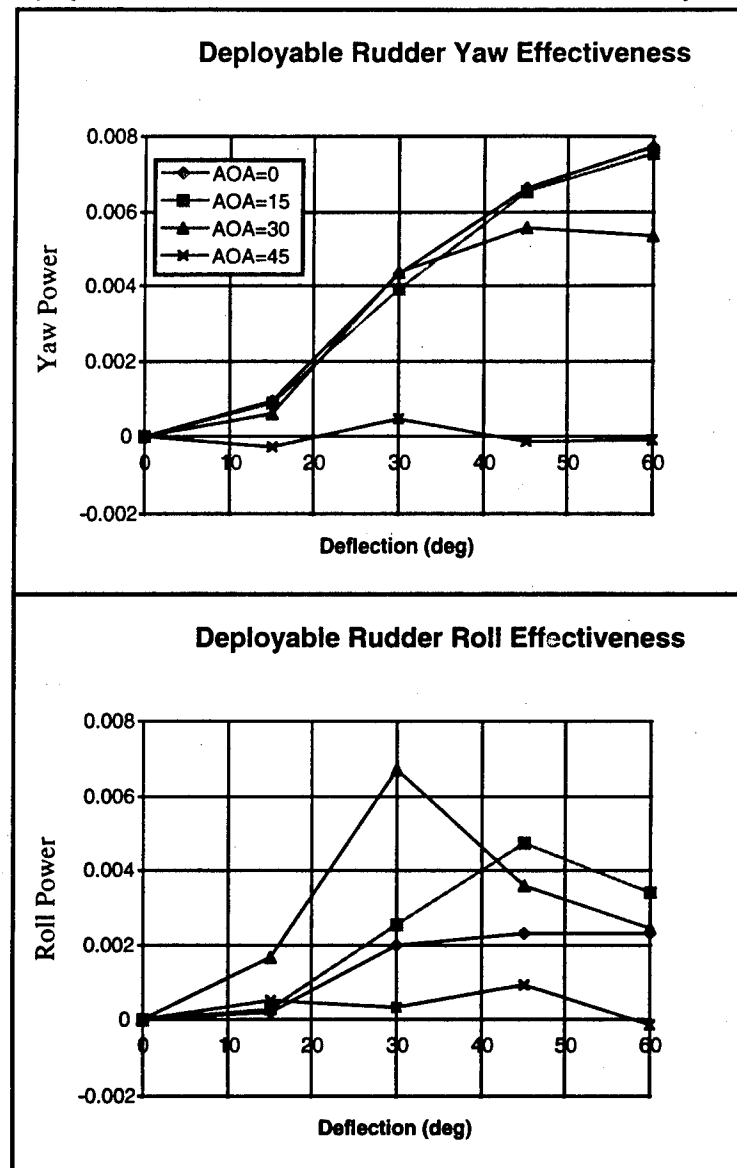 Deployable Rudder Yaw Effectiveness
0.008
0.006
0.004
0.002
0
-0.002
AOA=0
AOA=15
AOA=30
AOA=45
Yaw Power
0 10 20 30 40 50 60
Deflection (deg)
Deployable Rudder Roll Effectiveness
0.008
0.006
0.004
0.002
0
-0.002
Roll Power
0 10 20 30 40 50 60
Deflection (deg)